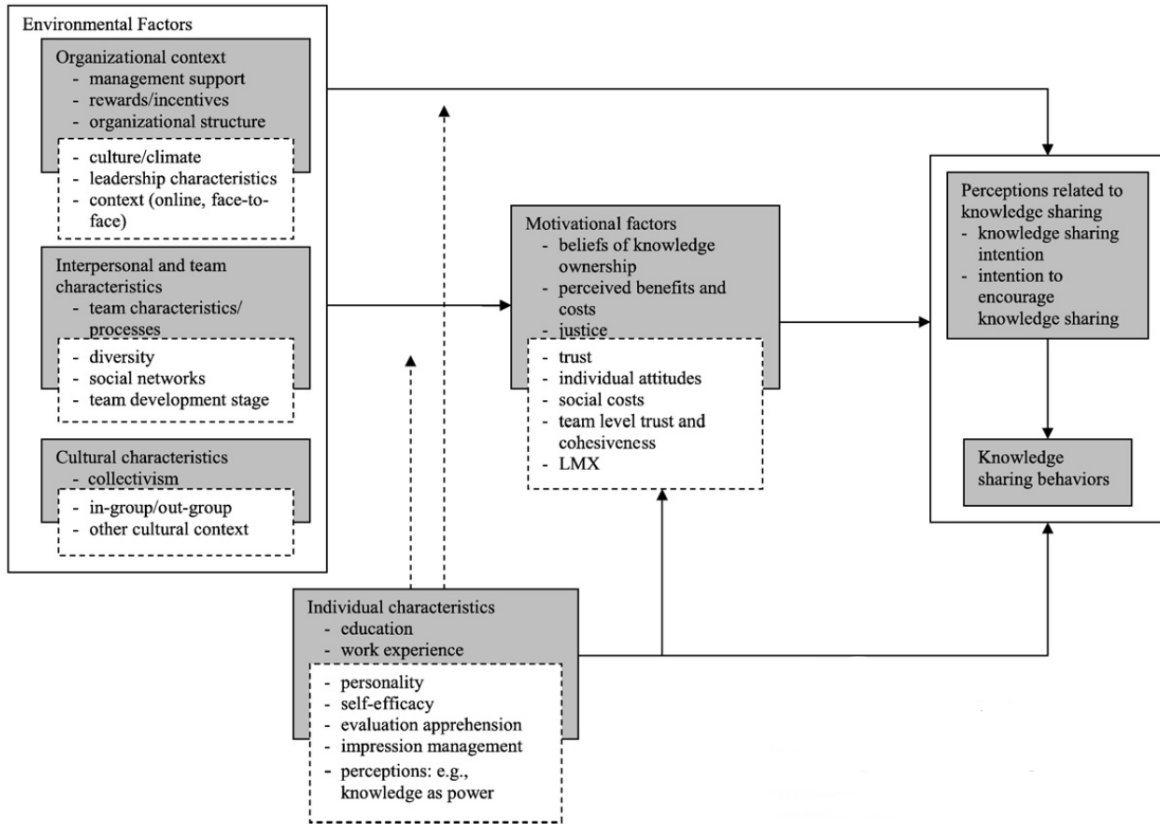 Environmental Factors
Organizational context
- management support
- rewards/incentives
- organizational structure
- culture/climate
- leadership characteristics
- context (online, face-to-
face)
Interpersonal and team
characteristics
- team characteristics/
processes
- diversity
- social networks
- team development stage
Cultural characteristics
- collectivism
- in-group/out-group
- other cultural context
Motivational factors
- beliefs of knowledge
ownership
- perceived benefits and
costs
- justice
- trust
- individual attitudes
- social costs
- team level trust and
cohesiveness
- LMX
Individual characteristics
- education
- work experience
- personality
- self-efficacy
- evaluation apprehension
- impression management
- perceptions: e.g.,
knowledge as power
Perceptions related to
knowledge sharing
- knowledge sharing
intention
- intention to
encourage
knowledge sharing
Knowledge
sharing behaviors